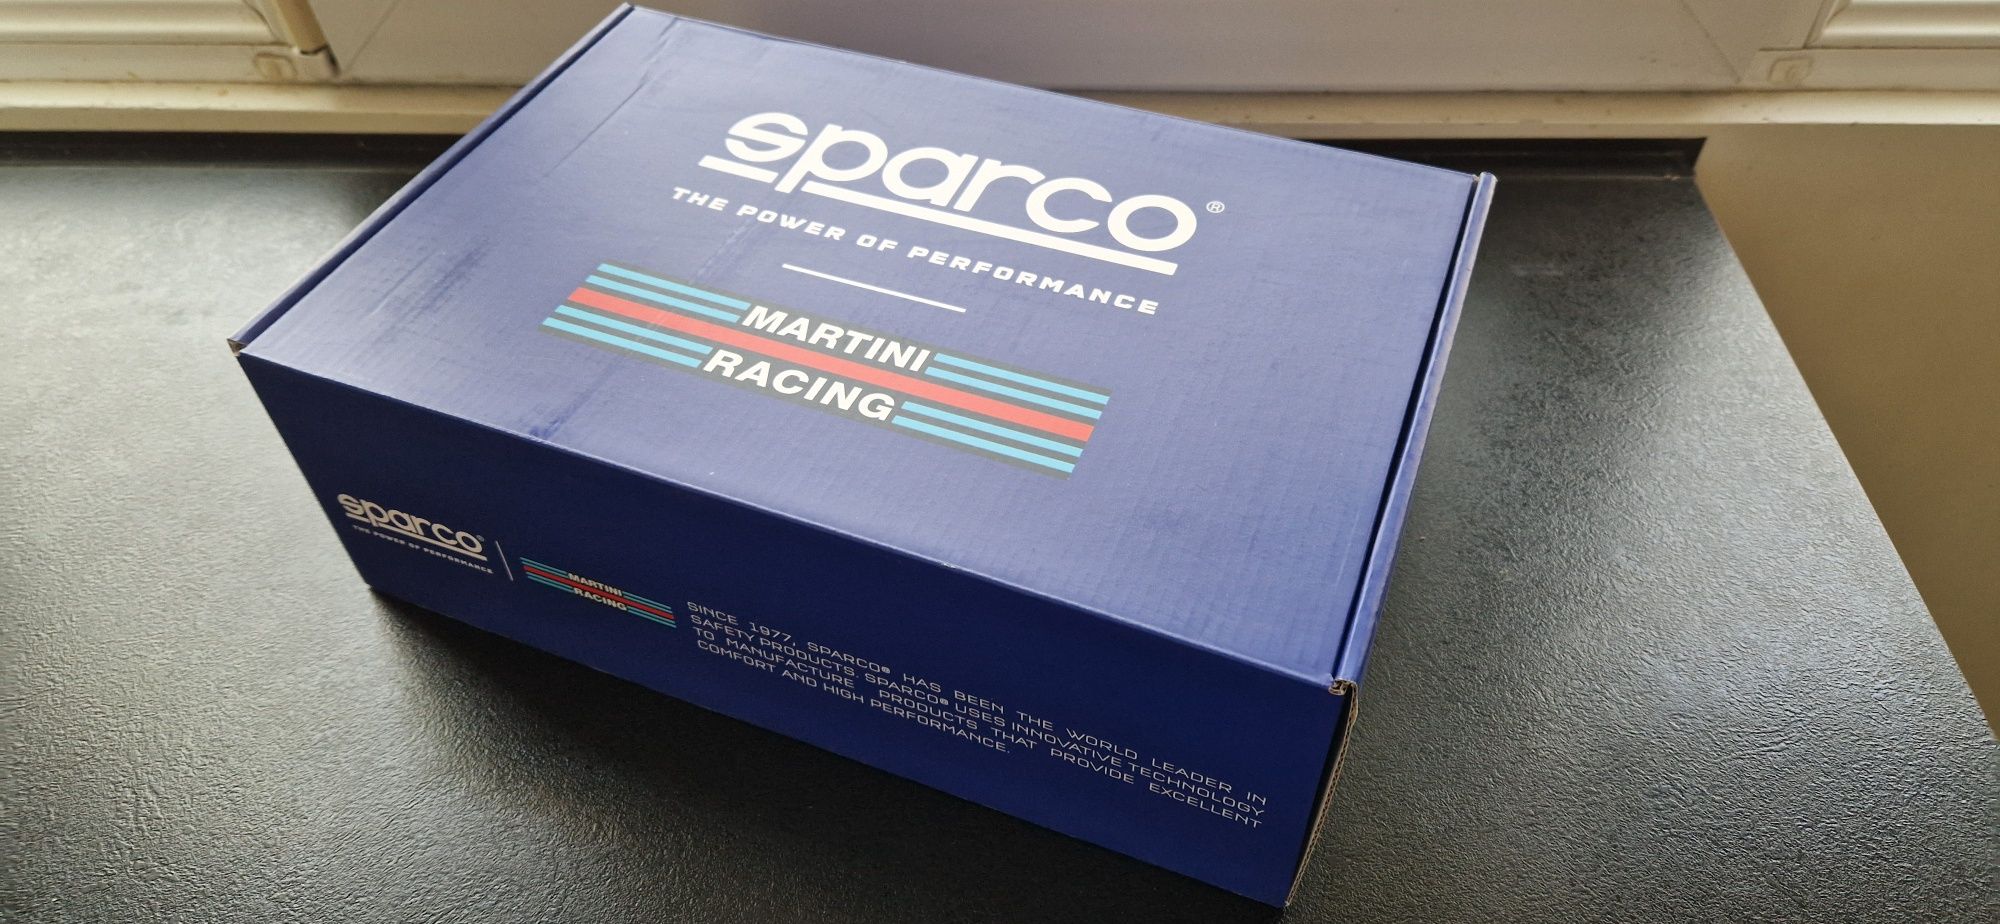 sparco®
THE POWER OF PERFORMANCE
MARTINI
RACING
sparco®
THE POWER OF PERFORMANCE
MARTINI
RACING
SINCE 1977, SPARCO® HAS BEEN THE WORLD LEADER IN
SAFETY PRODUCTS. SPARCO® USES INNOVATIVE TECHNOLOGY
TO MANUFACTURE PRODUCTS THAT PROVIDE EXCELLENT
COMFORT AND HIGH PERFORMANCE.